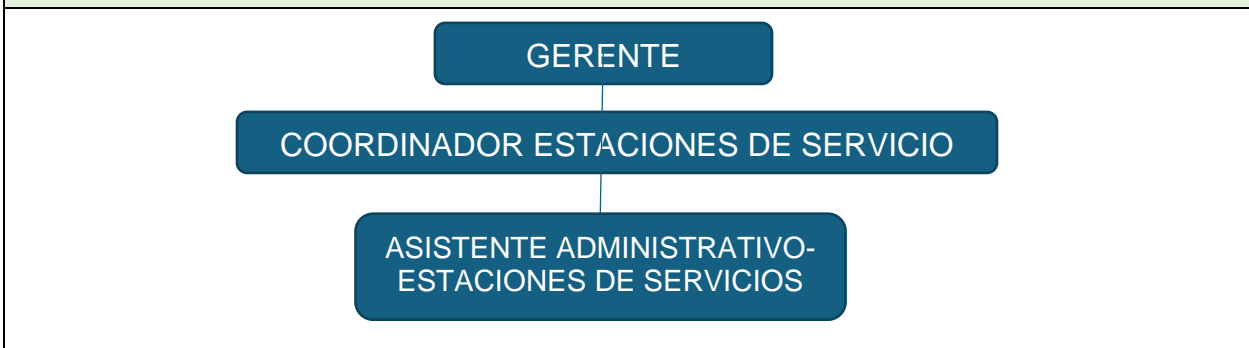 GERENTE
COORDINADOR ESTACIONES DE SERVICIO
ASISTENTE ADMINISTRATIVO-
ESTACIONES DE SERVICIOS